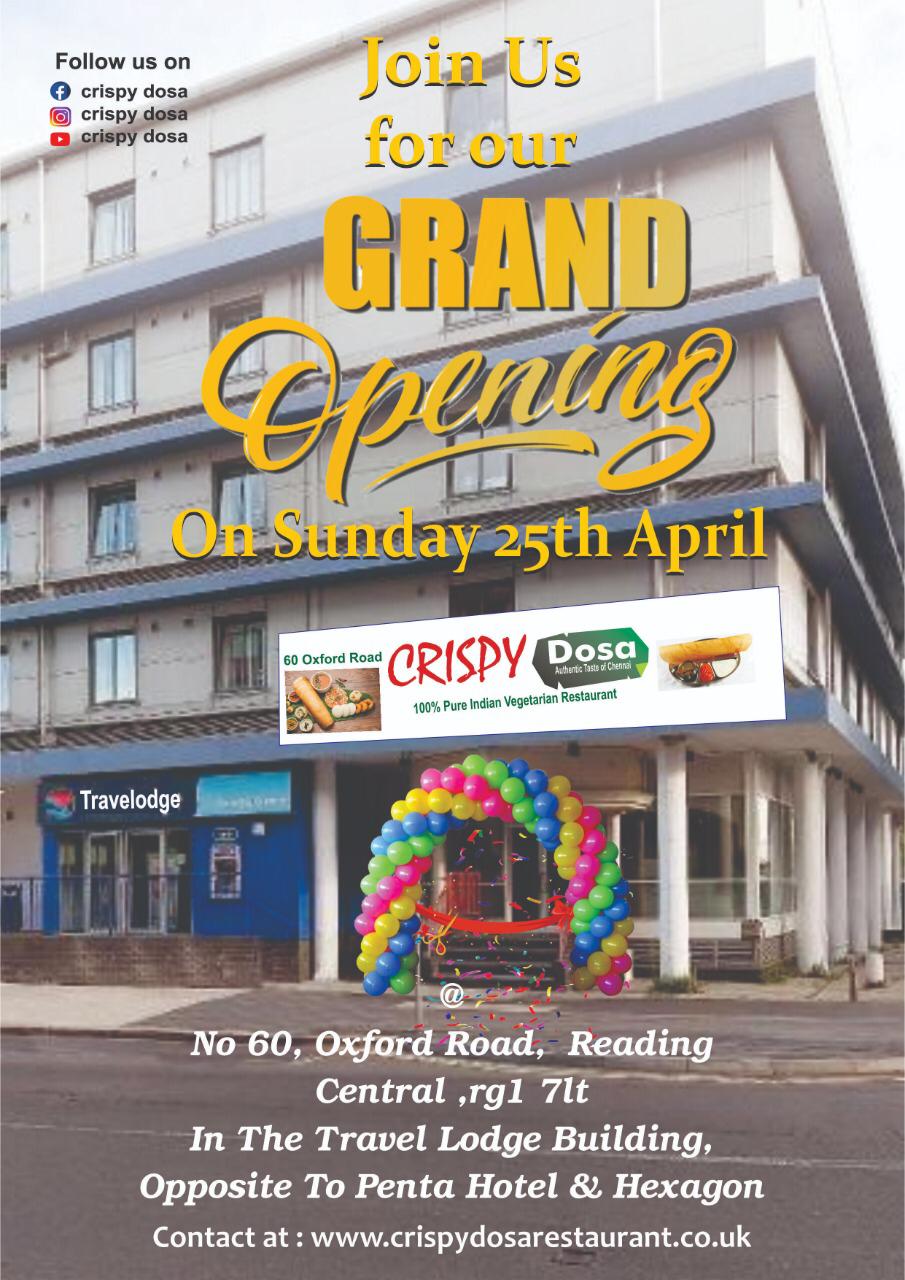 Follow us on
crispy dosa
crispy dosa
crispy dosa
Join Us
for our
GRAND
Opening
On Sunday 25th April
60 Oxford Road
CRISPY
Dosa
Authentic Taste of Chennai
100% Pure Indian Vegetarian Restaurant
Travelodge
@
No 60, Oxford Road, Reading
Central ,rg1 7lt
In The Travel Lodge Building,
Opposite To Penta Hotel & Hexagon
Contact at : www.crispydosarestaurant.co.uk